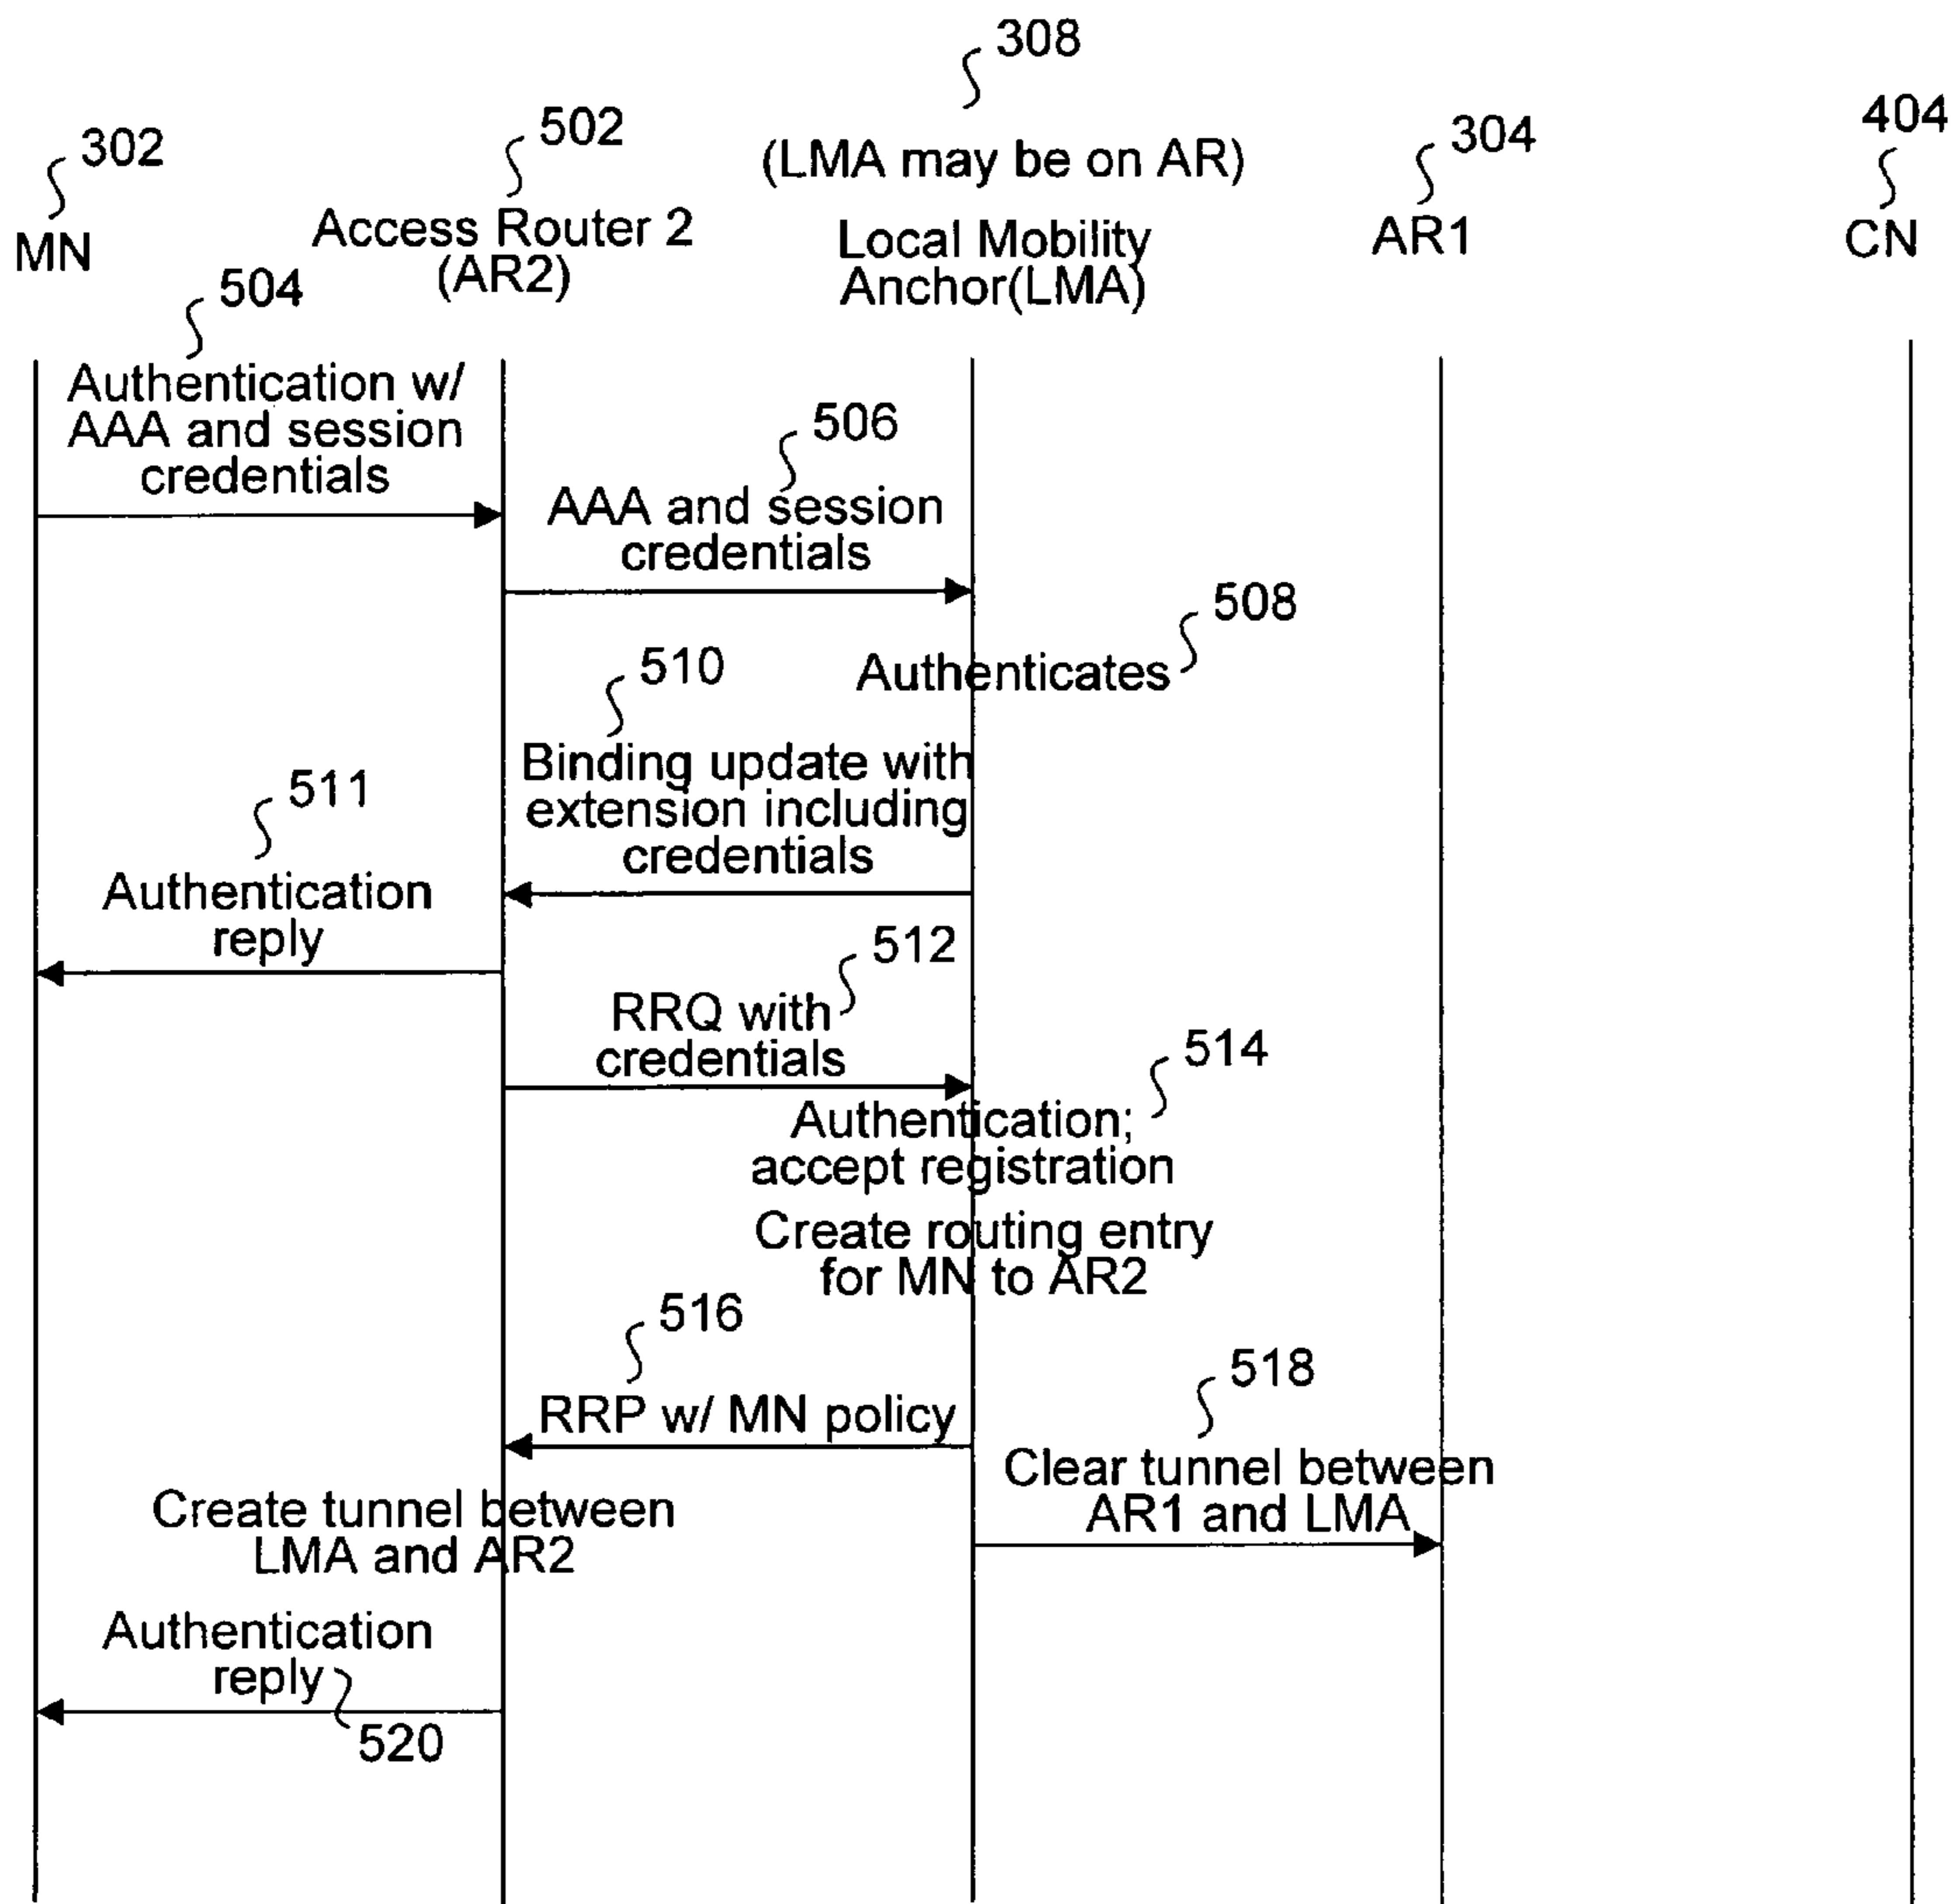 308
404
502
304
302
(LMA may be on AR)
Access Router 2
(AR2)
Local Mobility
Anchor(LMA)
AR1
CN
MN
504
Authentication w/
AAA and session
credentials
506
AAA and session
credentials
508
Authenticates
510
Binding update with
extension including
credentials
511
Authentication
reply
512
RRQ with
credentials
514
Authentication;
accept registration
Create routing entry
for MN to AR2
516
RRP w/ MN policy
518
Clear tunnel between
AR1 and LMA
Create tunnel between
LMA and AR2
Authentication
reply
520